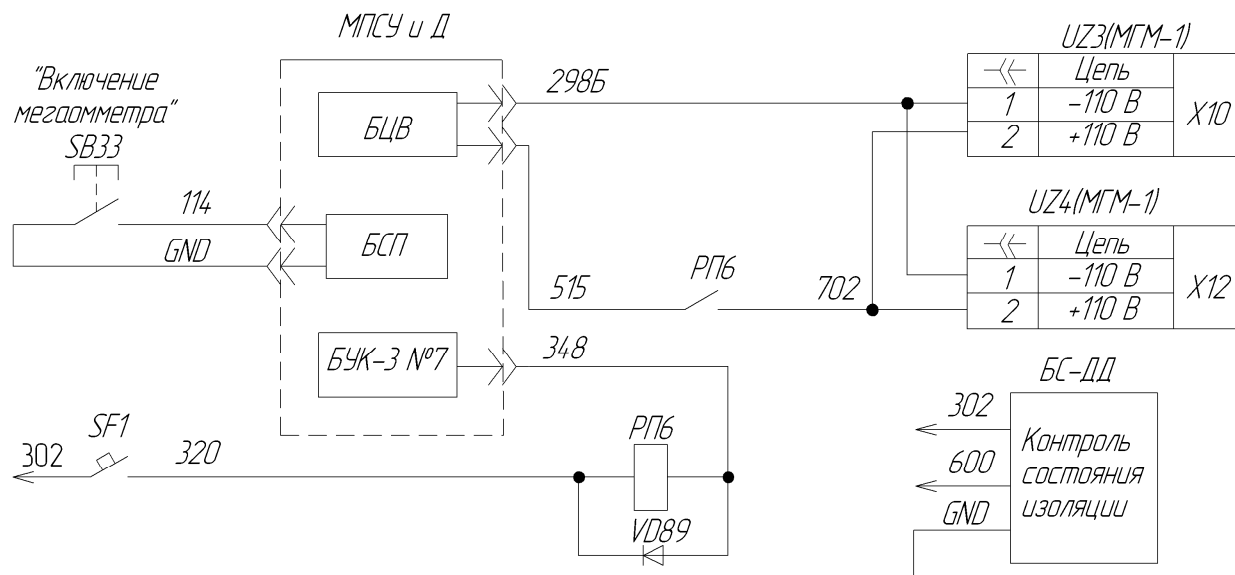 МПСУ и Д
"Включение
мегаомметра"
SB33
БЦВ
298Б
UZ3(МГМ-1)
Цепь
1
-110 В
2
+110 В
X10
114
GND
БСП
UZ4(МГМ-1)
Цепь
1
-110 В
2
+110 В
X12
515
РП6
702
БУК-3 №7
348
SF1
302
320
РП6
VD89
БС-ДД
302
600
GND
Контроль
состояния
изоляции